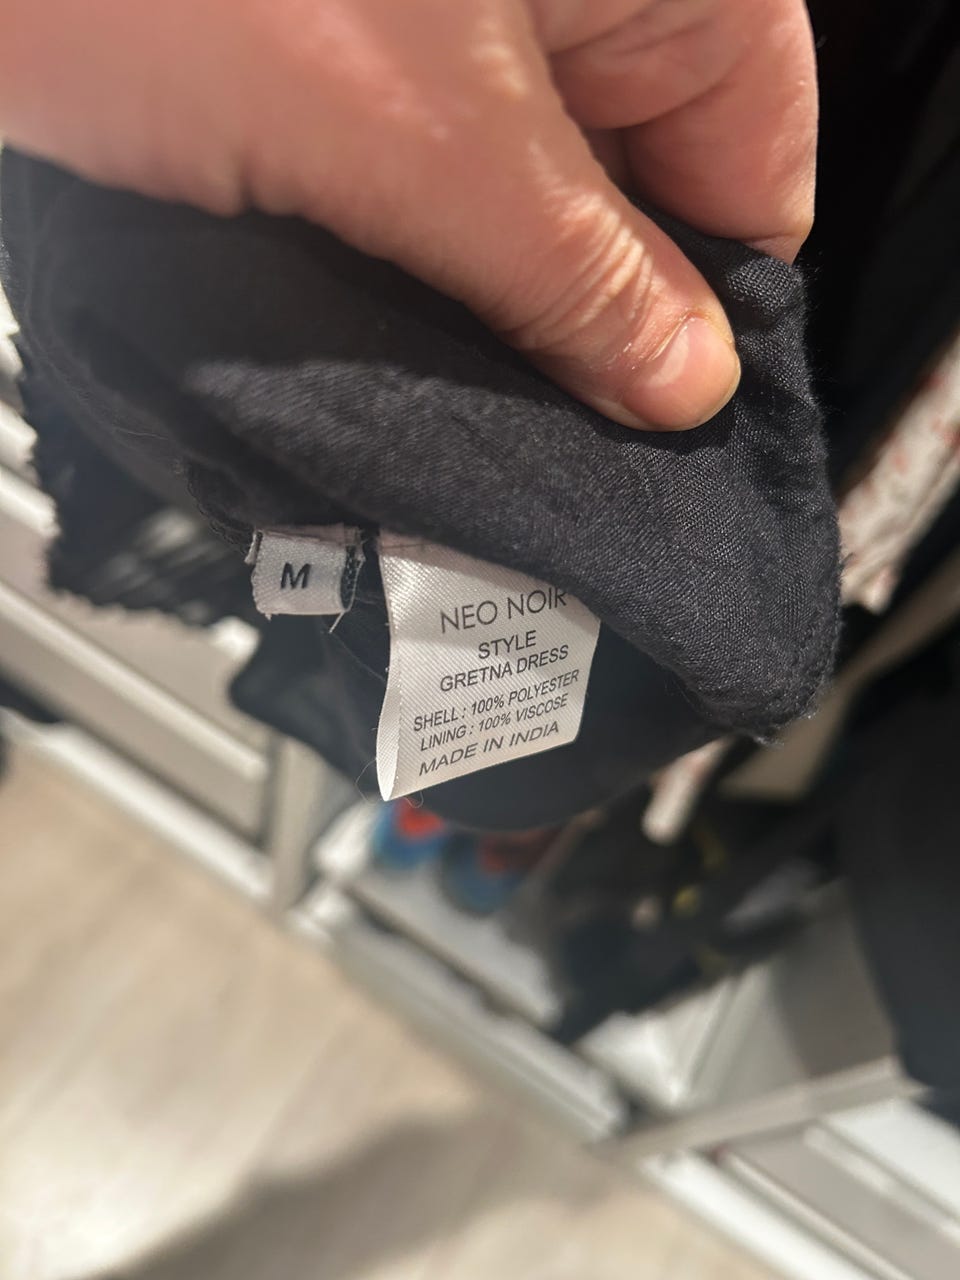 M
NEO NOIR
STYLE
GRETNA DRESS
SHELL : 100% POLYESTER
LINING : 100% VISCOSE
MADE IN INDIA